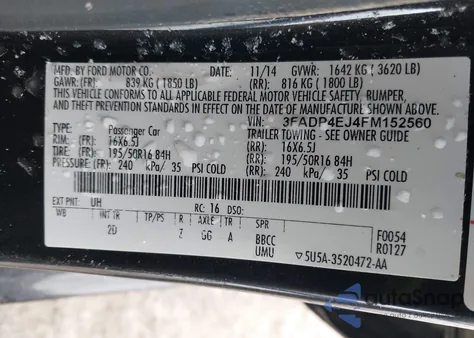 MFD. BY FORD MOTOR CO.
11/14 GVWR: 1642 KG ( 3620 LB)
GAWR: (FR): 839 KG ( 1850 LB) (RR): 816 KG ( 1800 LB)
THIS VEHICLE CONFORMS TO ALL APPLICABLE FEDERAL MOTOR VEHICLE SAFETY, BUMPER,
AND THEFT PREVENTION STANDARDS IN EFFECT ON THE DATE OF MANUFACTURE SHOWN ABOVE.
VIN: 3FADP4EJ4FM152560
TYPE: Passenger Car TRAILER TOWING - SEE OWNER GUIDE
RIM: (FR): 16X6.5J (RR): 16X6.5J
TIRE: (FR): 195/50R16 84H (RR): 195/50R16 84H
PRESSURE: (FR): 240 kPa/ 35 PSI COLD (RR): 240 kPa/ 35 PSI COLD
EXT PNT: UH RC: 16 DSO:
WB INT TR TP/PS R AXLE TR SPR
2D Z GG A BBCC
UMU
F0054
R0127
▽5U5A-3520472-AA
autoSnap